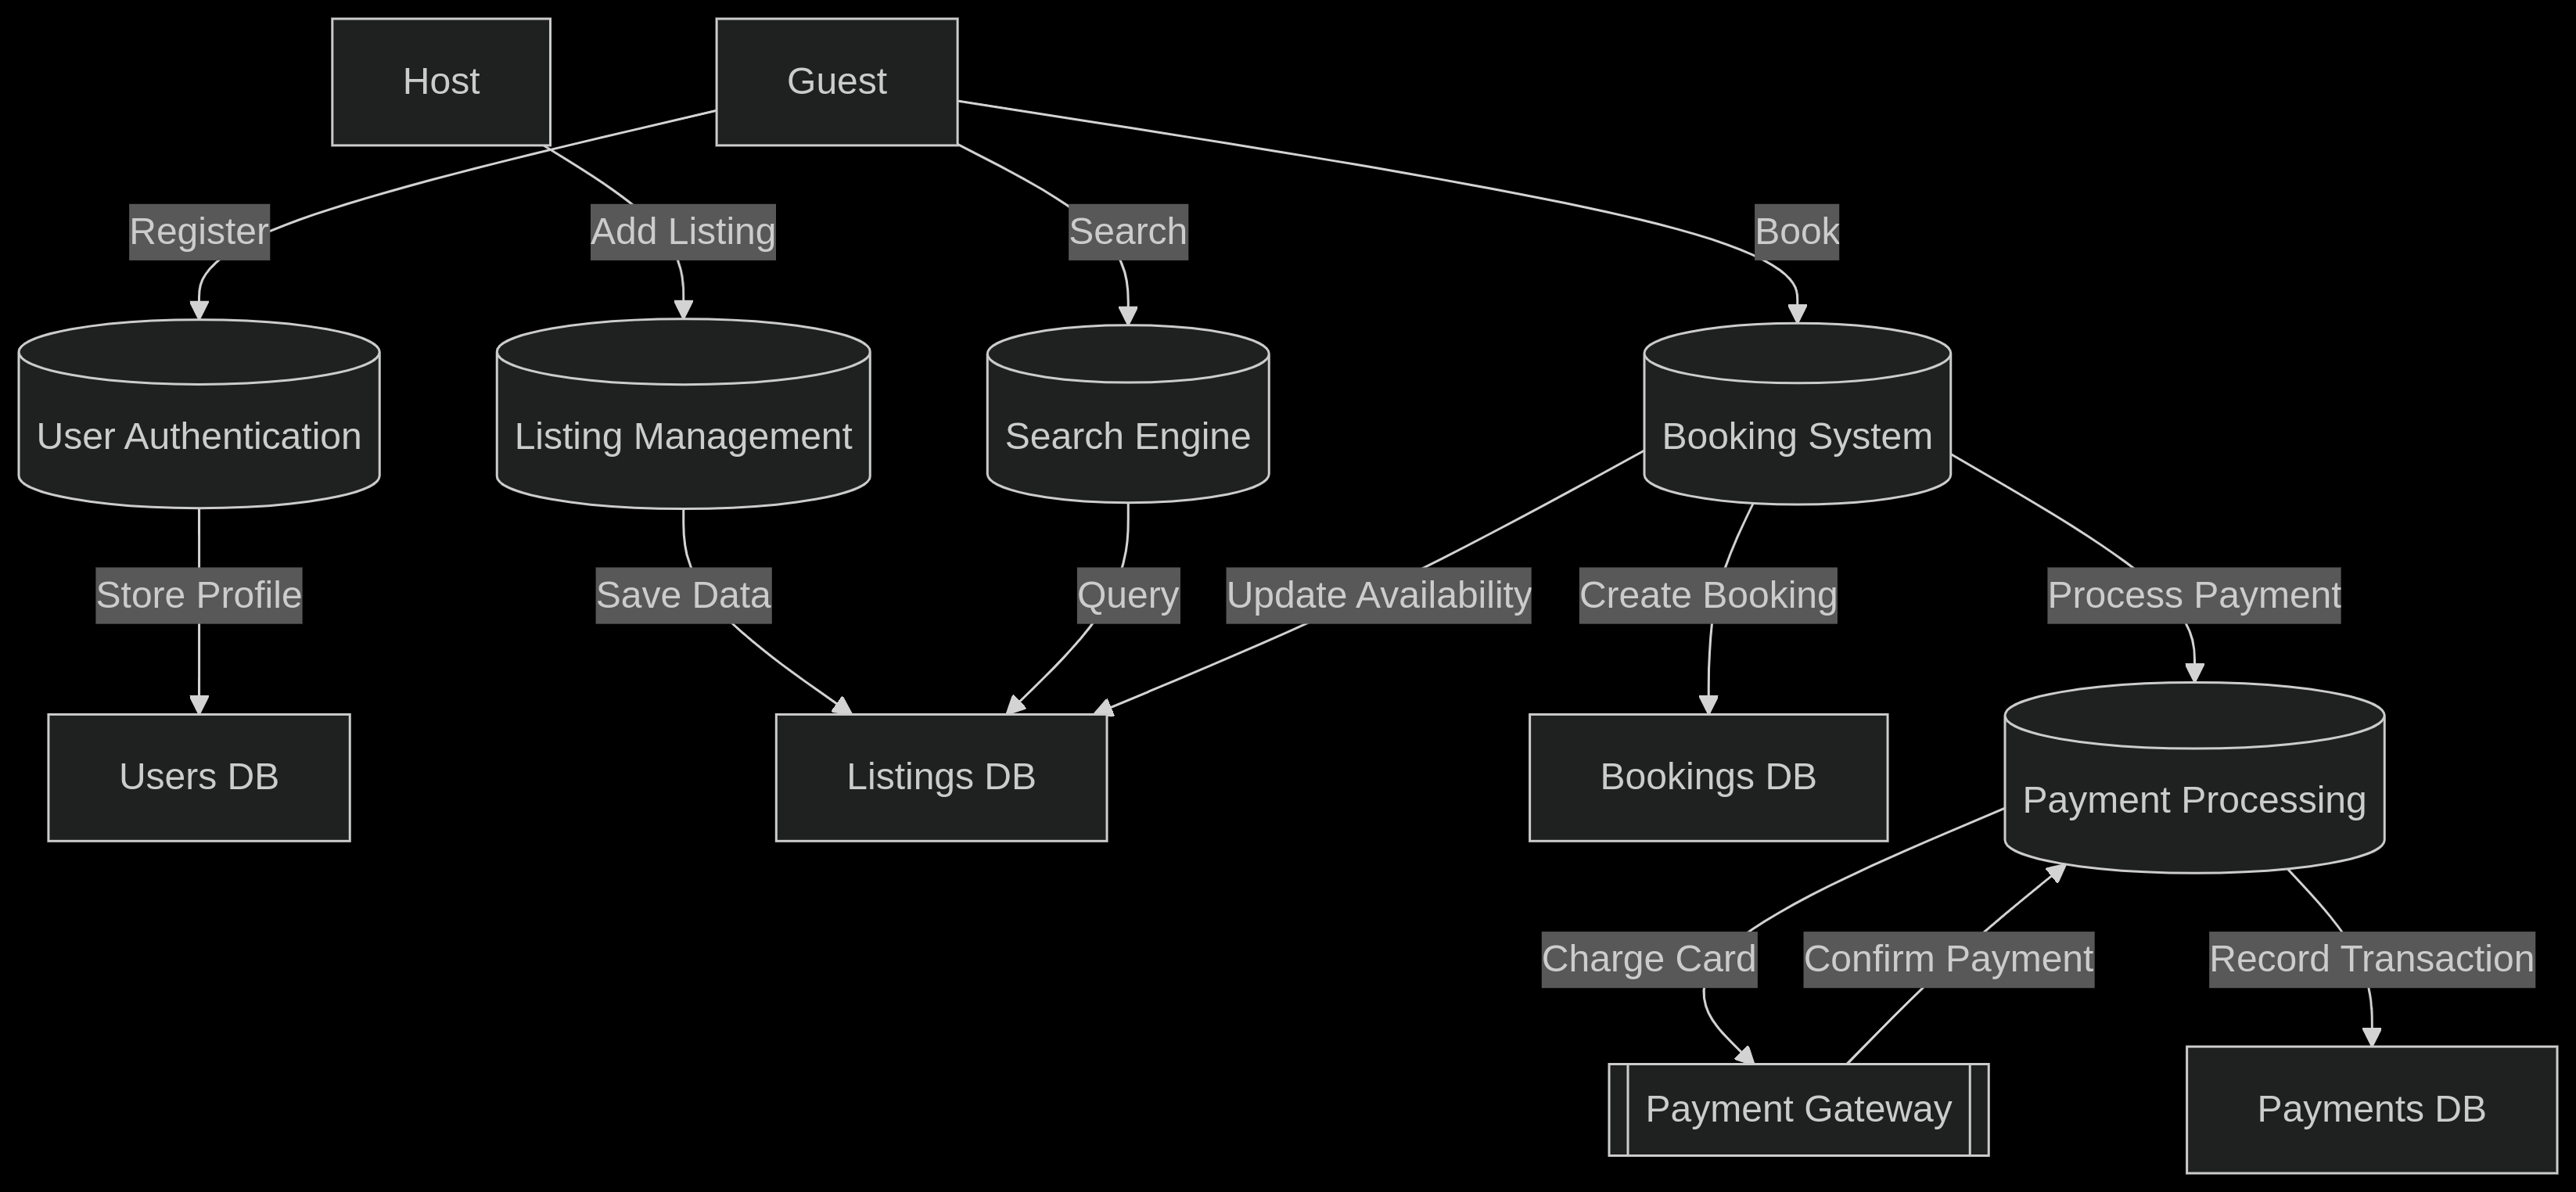 Host
Guest
Register
Add Listing
Search
Book
User Authentication
Listing Management
Search Engine
Booking System
Store Profile
Save Data
Query
Update Availability
Create Booking
Process Payment
Users DB
Listings DB
Bookings DB
Payment Processing
Charge Card
Confirm Payment
Record Transaction
Payment Gateway
Payments DB